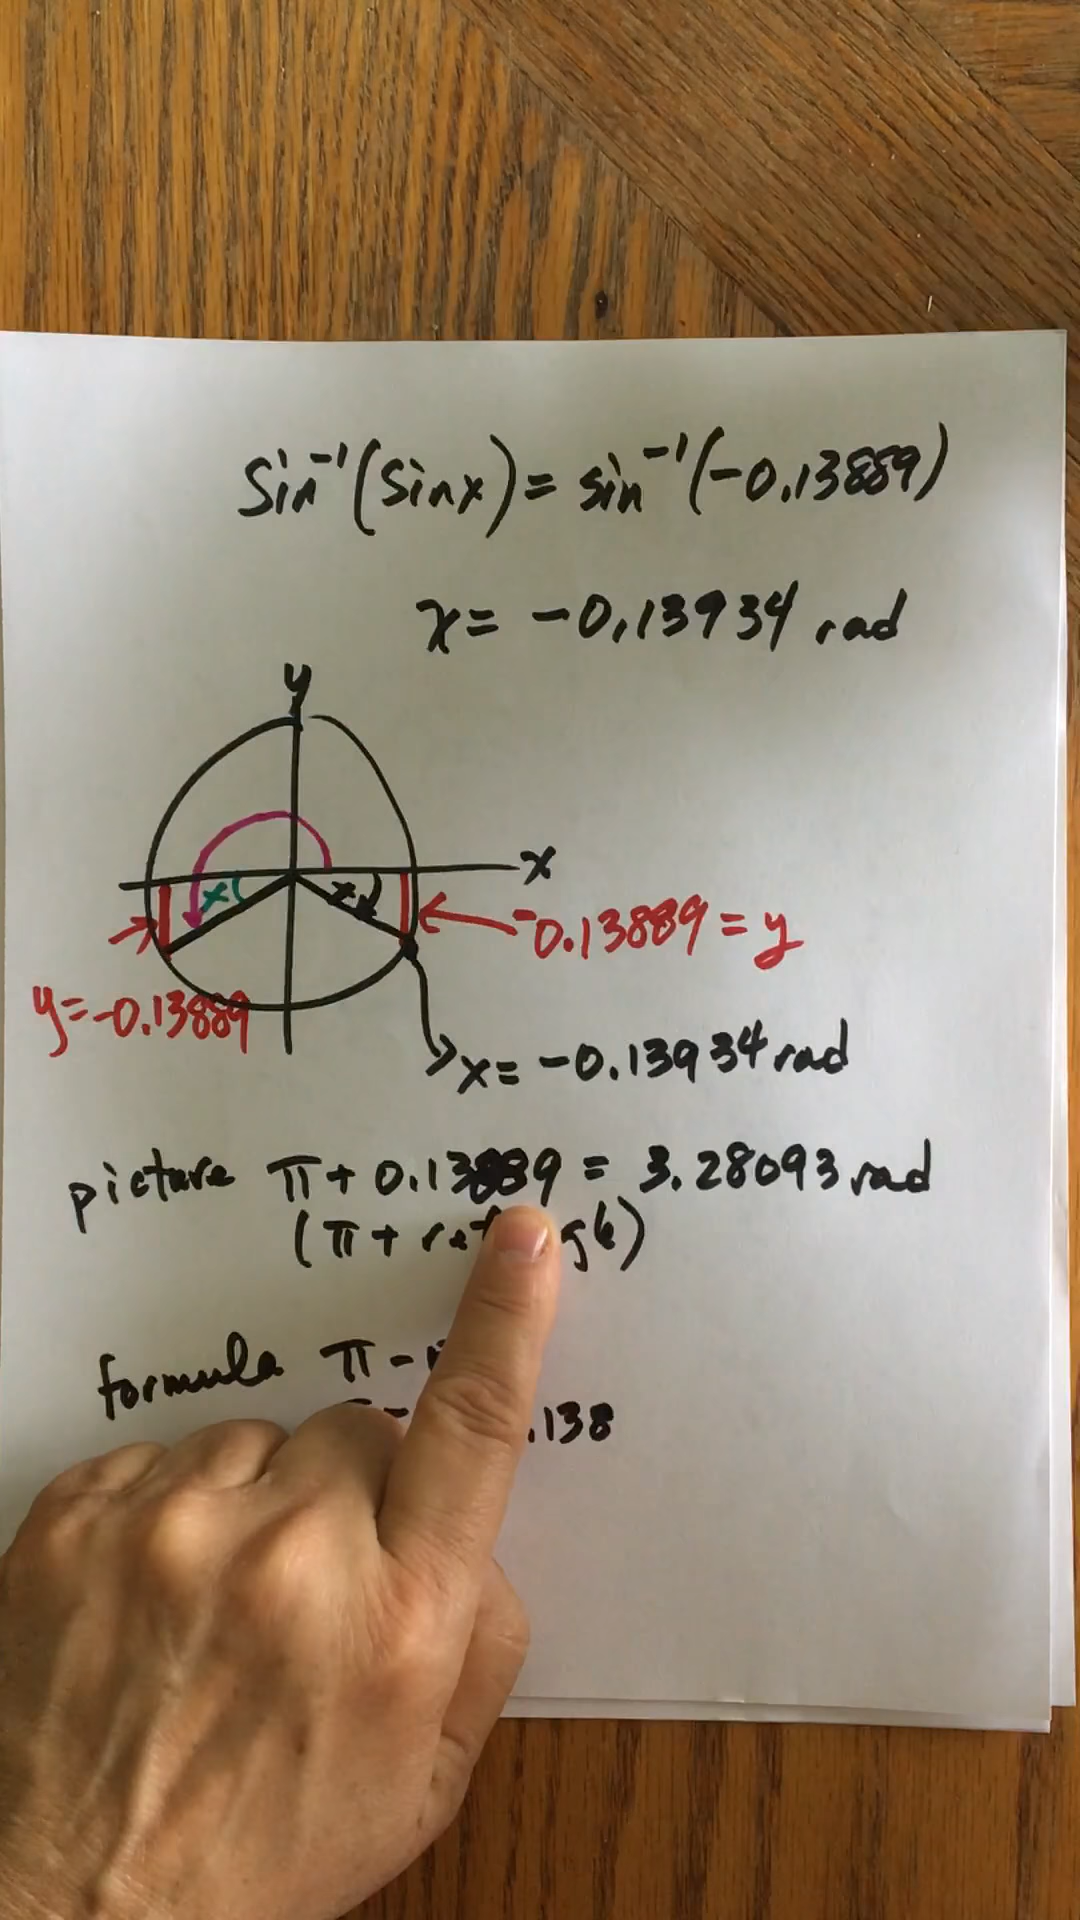 sin⁻¹(sinx) = sin⁻¹(-0.13889)
x = -0.13934 rad
y
x
x
x
-0.13889 = y
y=-0.13889
x = -0.13934 rad
picture π + 0.13889 = 3.28093 rad
(π +
formula π -
.138